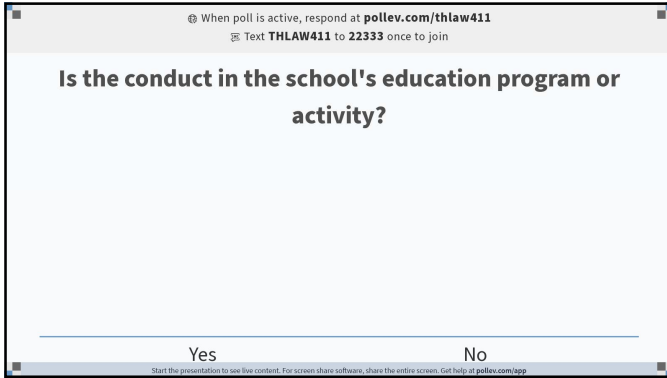 When poll is active, respond at pollev.com/thlaw411
Text THLAW411 to 22333 once to join
Is the conduct in the school's education program or
activity?
Yes No
Start the presentation to see live content. For screen share software, share the entire screen. Get help at pollev.com/app